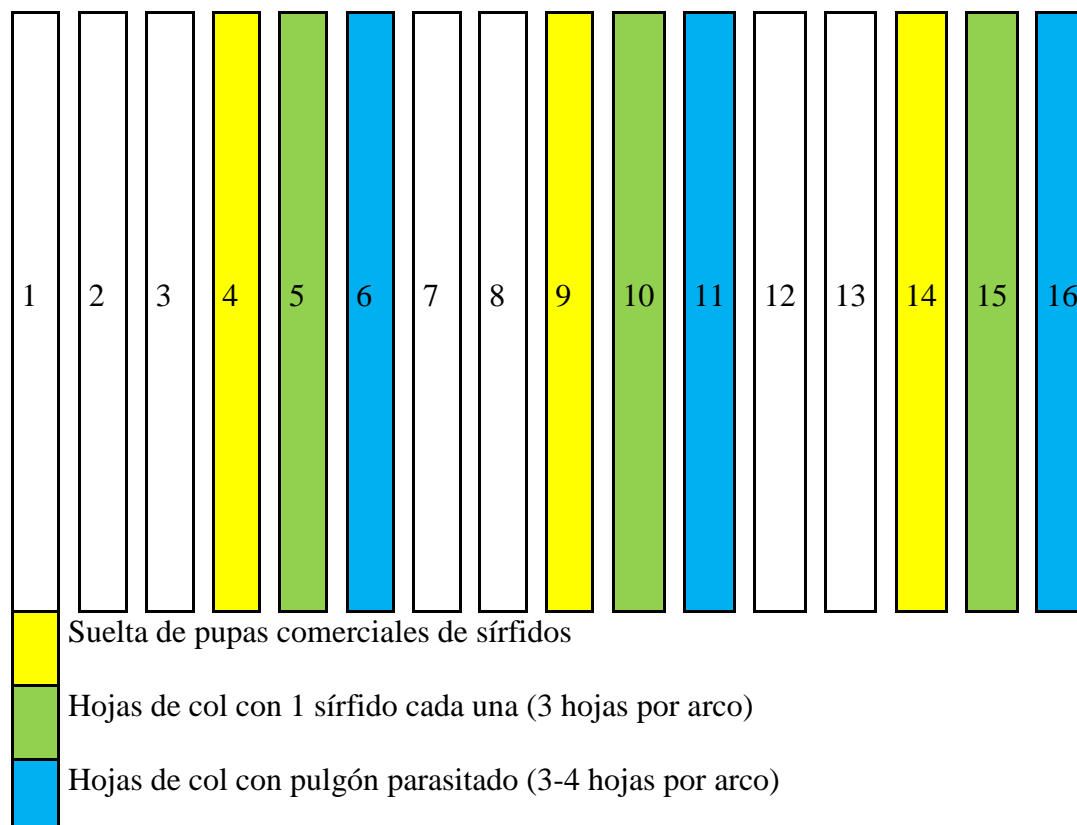 1 2 3 4 5 6 7 8 9 10 11 12 13 14 15 16
Suelta de pupas comerciales de sírfidos
Hojas de col con 1 sírfido cada una (3 hojas por arco)
Hojas de col con pulgón parasitado (3-4 hojas por arco)